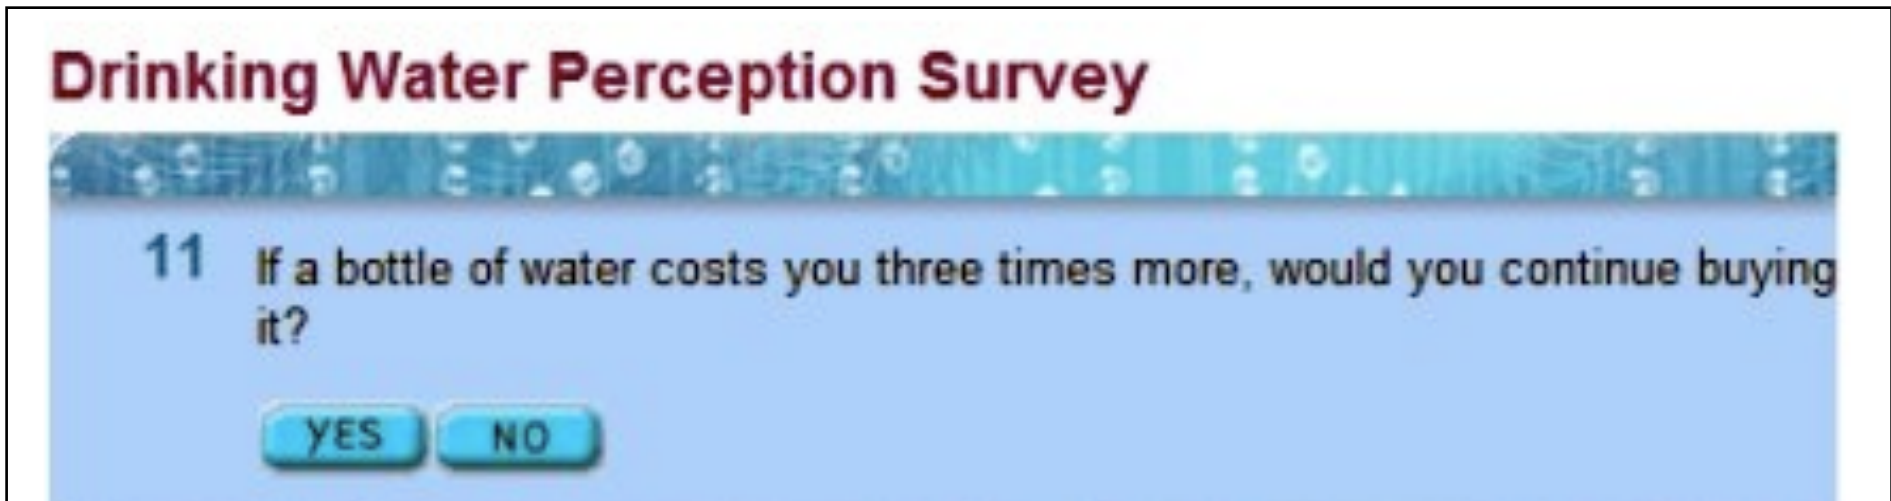 Drinking Water Perception Survey
11 If a bottle of water costs you three times more, would you continue buying
it?
YES NO